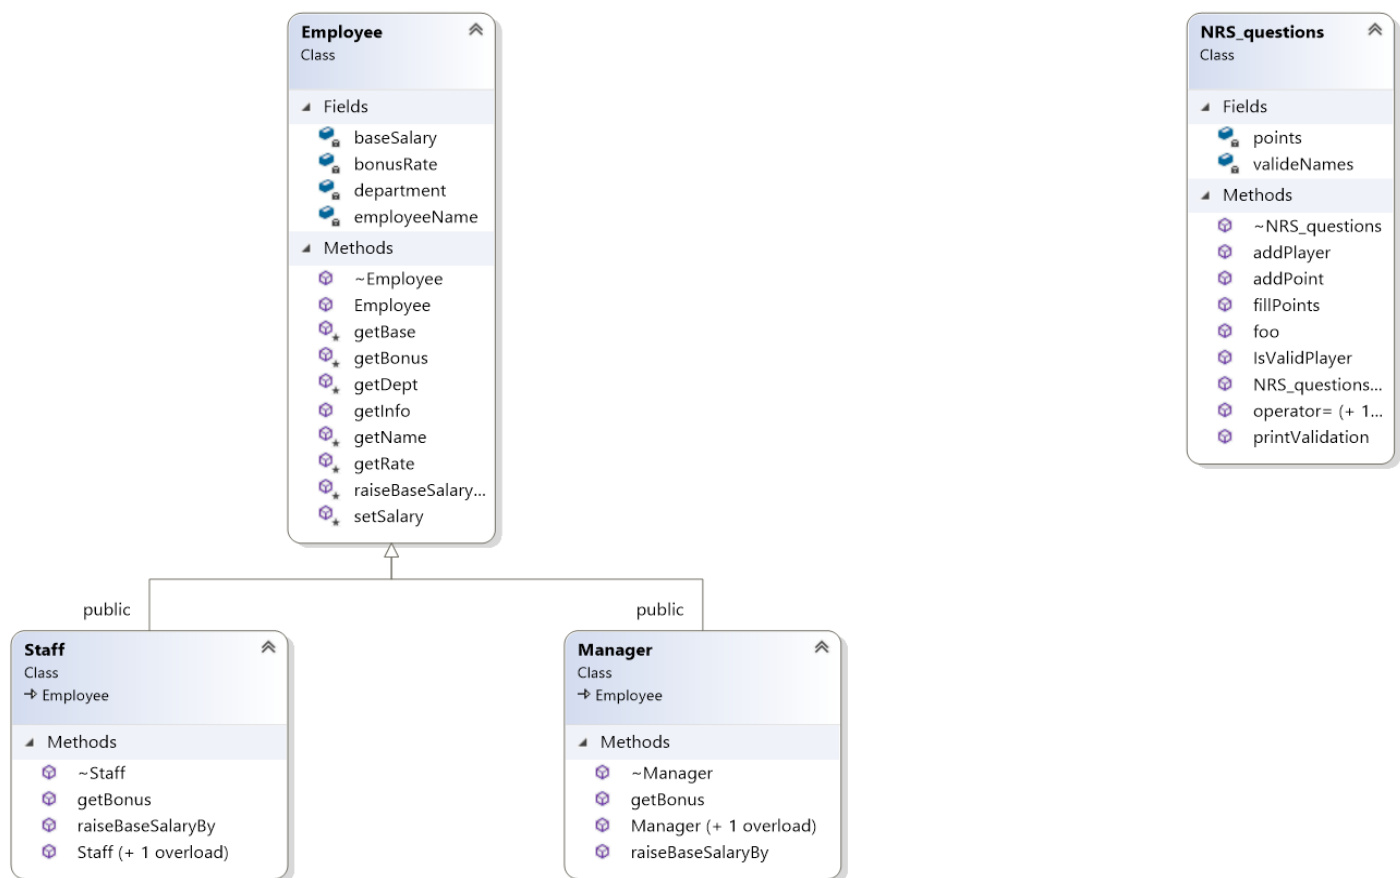 Employee
Class
Fields
baseSalary
bonusRate
department
employeeName
Methods
~Employee
Employee
getBase
getBonus
getDept
getInfo
getName
getRate
raiseBaseSalary...
setSalary
NRS_questions
Class
Fields
points
valideNames
Methods
~NRS_questions
addPlayer
addPoint
fillPoints
foo
IsValidPlayer
NRS_questions...
operator= (+ 1...
printValidation
public
public
Staff
Class
Employee
Methods
~Staff
getBonus
raiseBaseSalaryBy
Staff (+ 1 overload)
Manager
Class
Employee
Methods
~Manager
getBonus
Manager (+ 1 overload)
raiseBaseSalaryBy